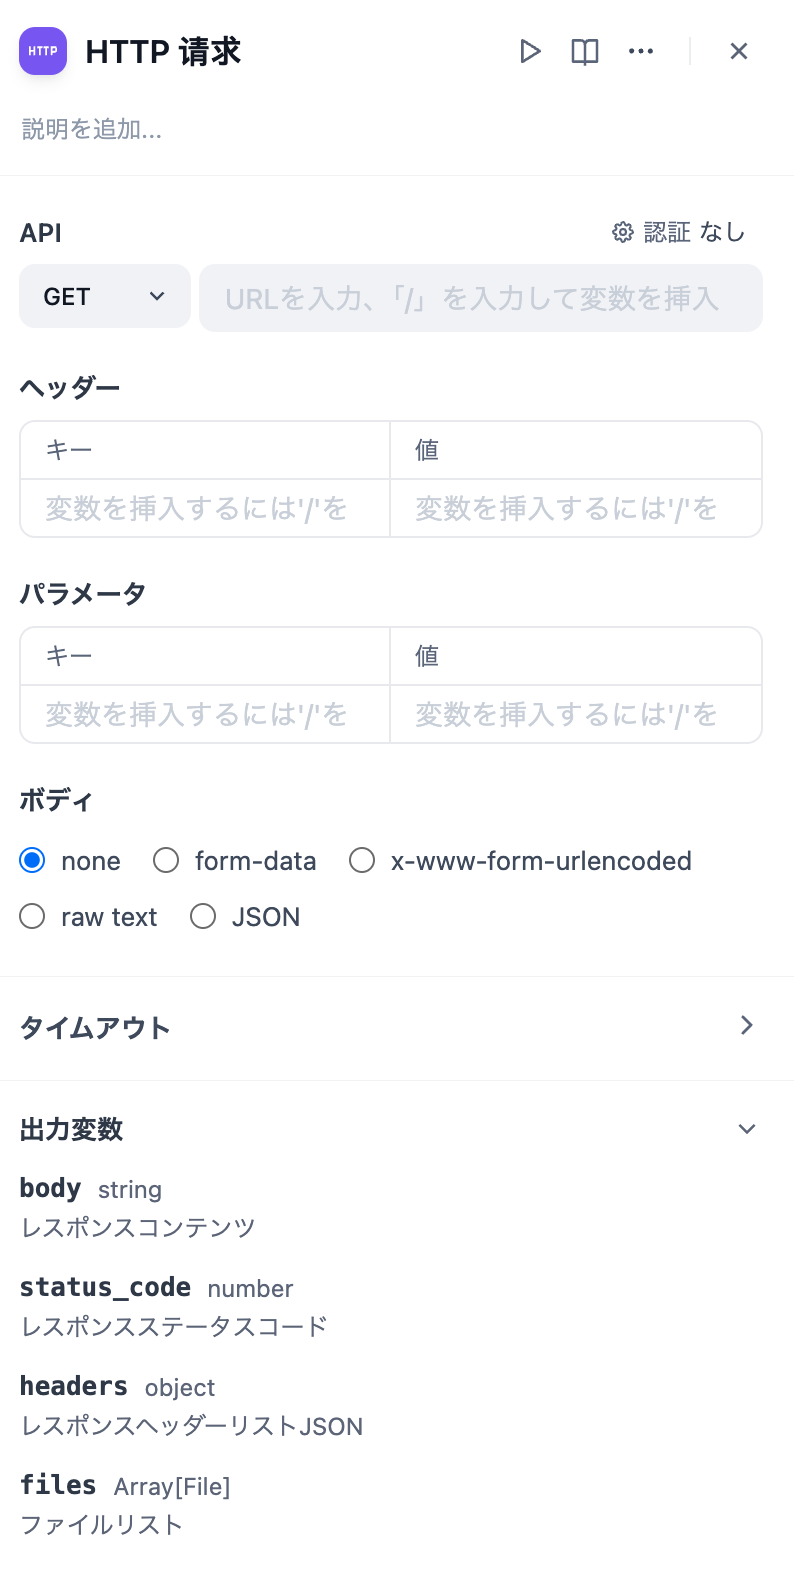 HTTP
HTTP 请求
説明を追加...
API
認証 なし
GET
URLを入力、「/」を入力して変数を挿入
ヘッダー
キー 値
変数を挿入するには'/'を 変数を挿入するには'/'を
パラメータ
キー 値
変数を挿入するには'/'を 変数を挿入するには'/'を
ボディ
none form-data x-www-form-urlencoded
raw text JSON
タイムアウト
出力変数
body string
レスポンスコンテンツ
status_code number
レスポンスステータスコード
headers object
レスポンスヘッダーリストJSON
files Array[File]
ファイルリスト